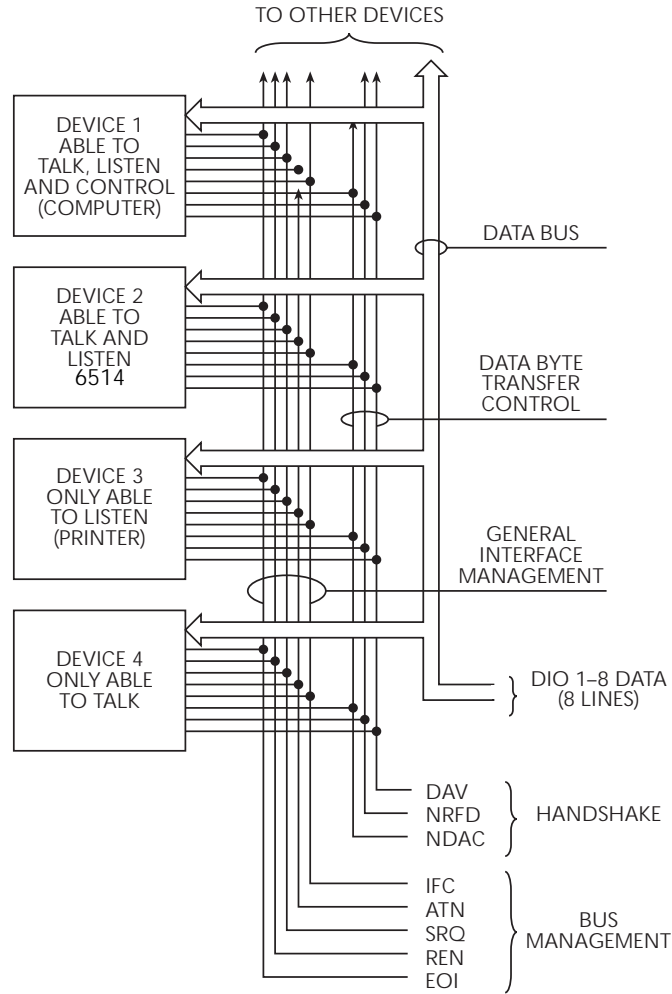 TO OTHER DEVICES
DEVICE 1
ABLE TO
TALK, LISTEN
AND CONTROL
(COMPUTER)
DATA BUS
DEVICE 2
ABLE TO
TALK AND
LISTEN
6514
DATA BYTE
TRANSFER
CONTROL
DEVICE 3
ONLY ABLE
TO LISTEN
(PRINTER)
GENERAL
INTERFACE
MANAGEMENT
DEVICE 4
ONLY ABLE
TO TALK
DIO 1–8 DATA
(8 LINES)
DAV
NRFD
NDAC
HANDSHAKE
IFC
ATN
SRQ
REN
EOI
BUS
MANAGEMENT